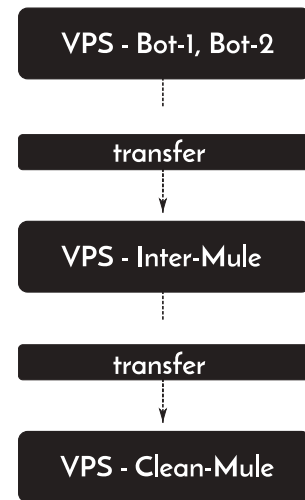 VPS - Bot-1, Bot-2
transfer
VPS - Inter-Mule
transfer
VPS - Clean-Mule